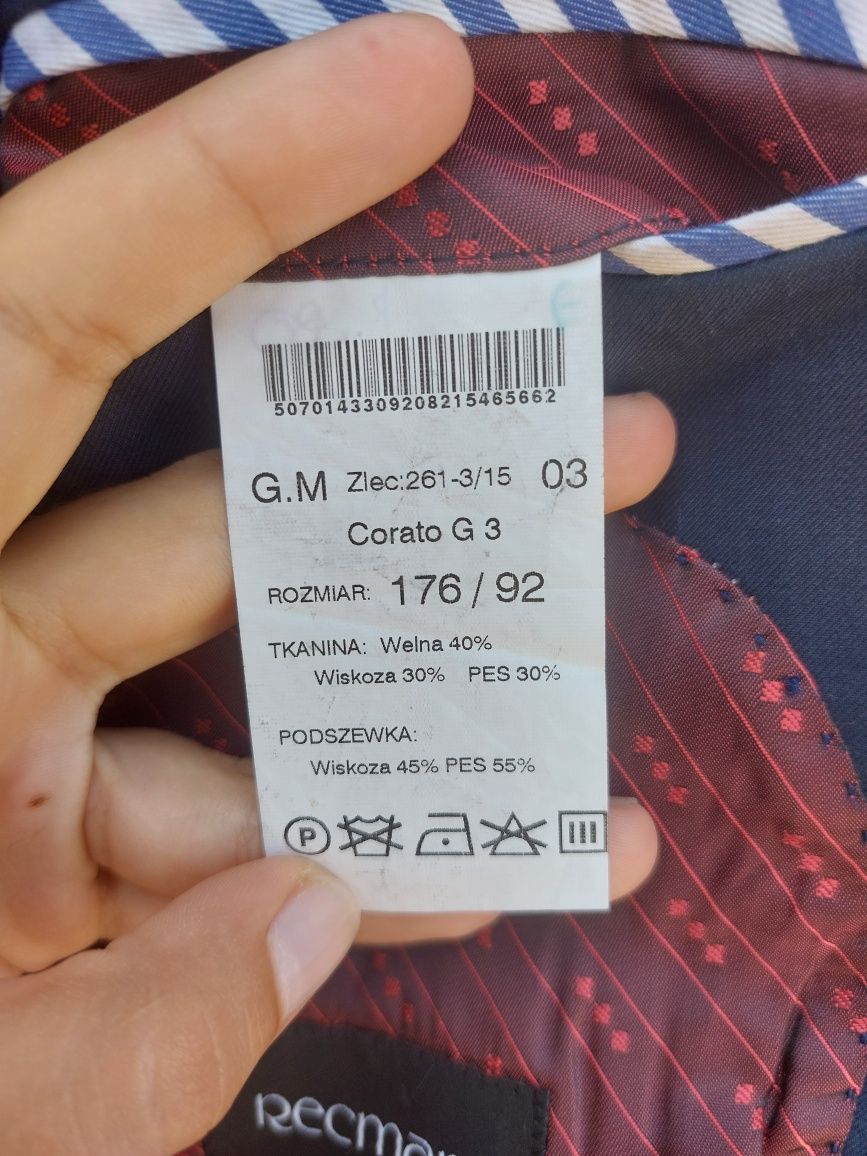 5070143309208215465662
G.M Zlec:261-3/15 03
Corato G 3
ROZMIAR: 176 / 92
TKANINA: Welna 40%
Wiskoza 30% PES 30%
PODSZEWKA:
Wiskoza 45% PES 55%
P